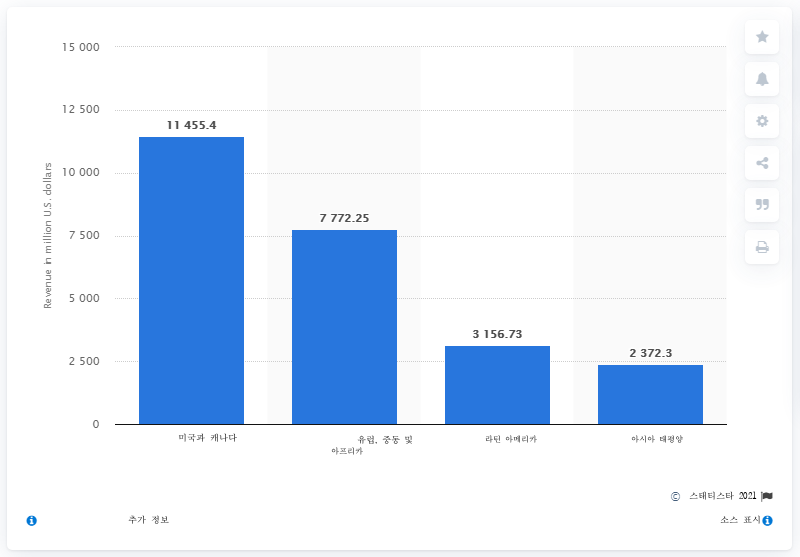 15 000
12 500
10 000
7 500
5 000
2 500
0
Revenue in million U.S. dollars
11 455.4
7 772.25
3 156.73
2 372.3
미국과 캐나다
유럽, 중동 및
아프리카
라틴 아메리카
아시아 태평양
© 스태티스타 2021
추가 정보
소스 표시